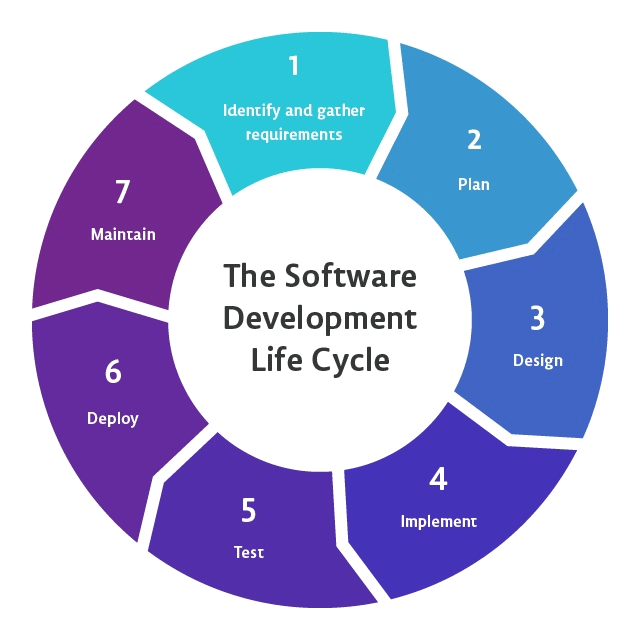 The Software
Development
Life Cycle
1
Identify and gather
requirements
2
Plan
3
Design
4
Implement
5
Test
6
Deploy
7
Maintain